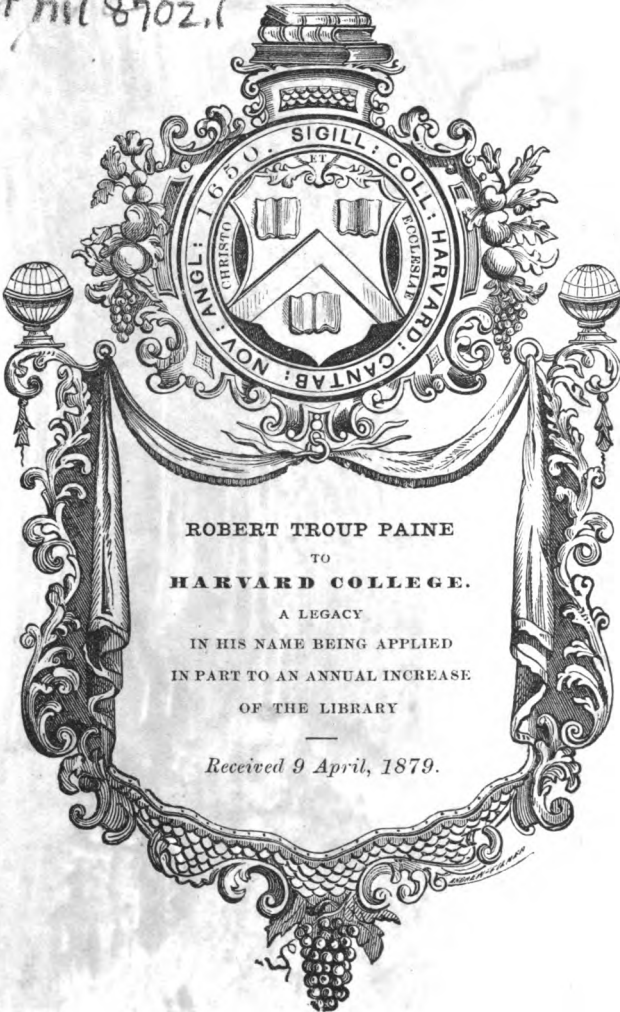 8702.1
SIGILL: COLL: HARVARD: CANTAB: NOV: ANGL: 1650.
CHRISTO ET ECCLESIAE
ROBERT TROUP PAINE
TO
HARVARD COLLEGE.
A LEGACY
IN HIS NAME BEING APPLIED
IN PART TO AN ANNUAL INCREASE
OF THE LIBRARY
Received 9 April, 1879.